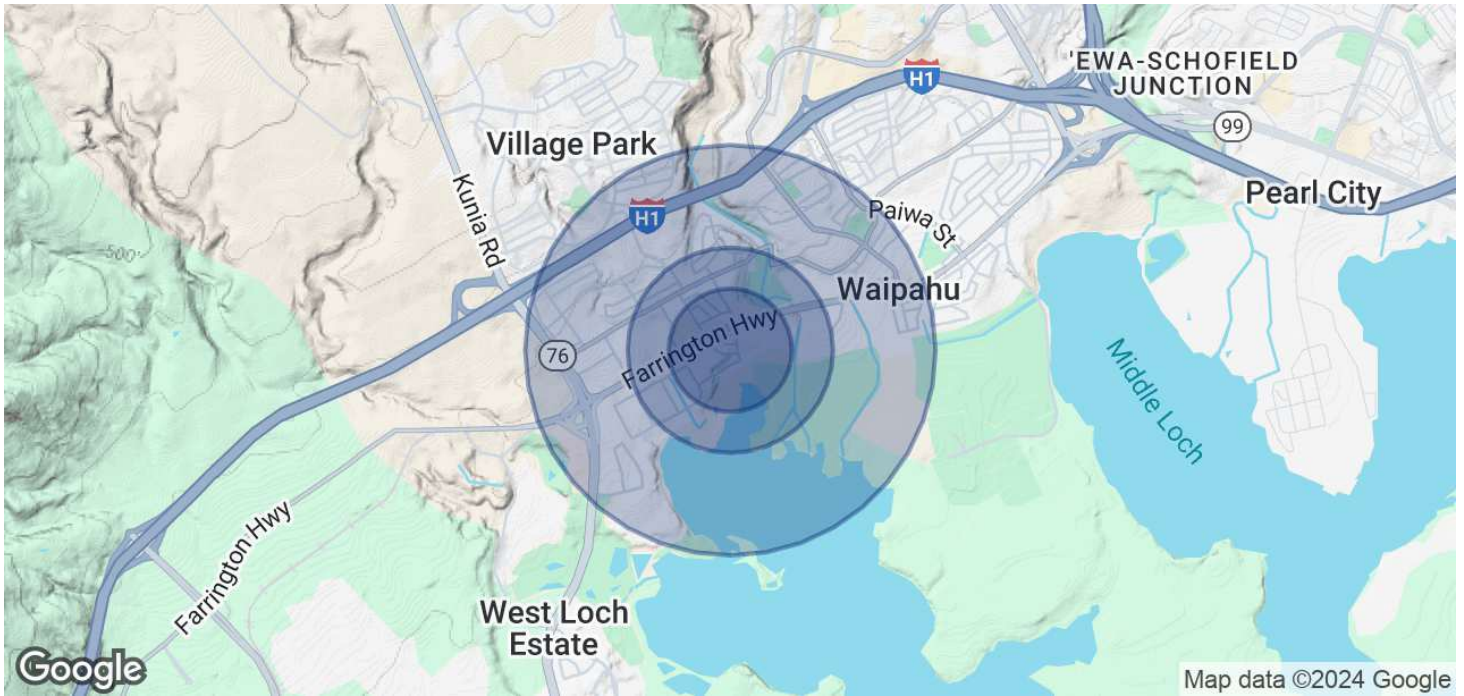 'EWA-SCHOFIELD
JUNCTION
H1
99
Village Park
Kunia Rd
H1
Pearl City
Paiwa St
Waipahu
-500-
76
Farrington Hwy
Middle Loch
Farrington Hwy
West Loch
Estate
Google
Map data ©2024 Google